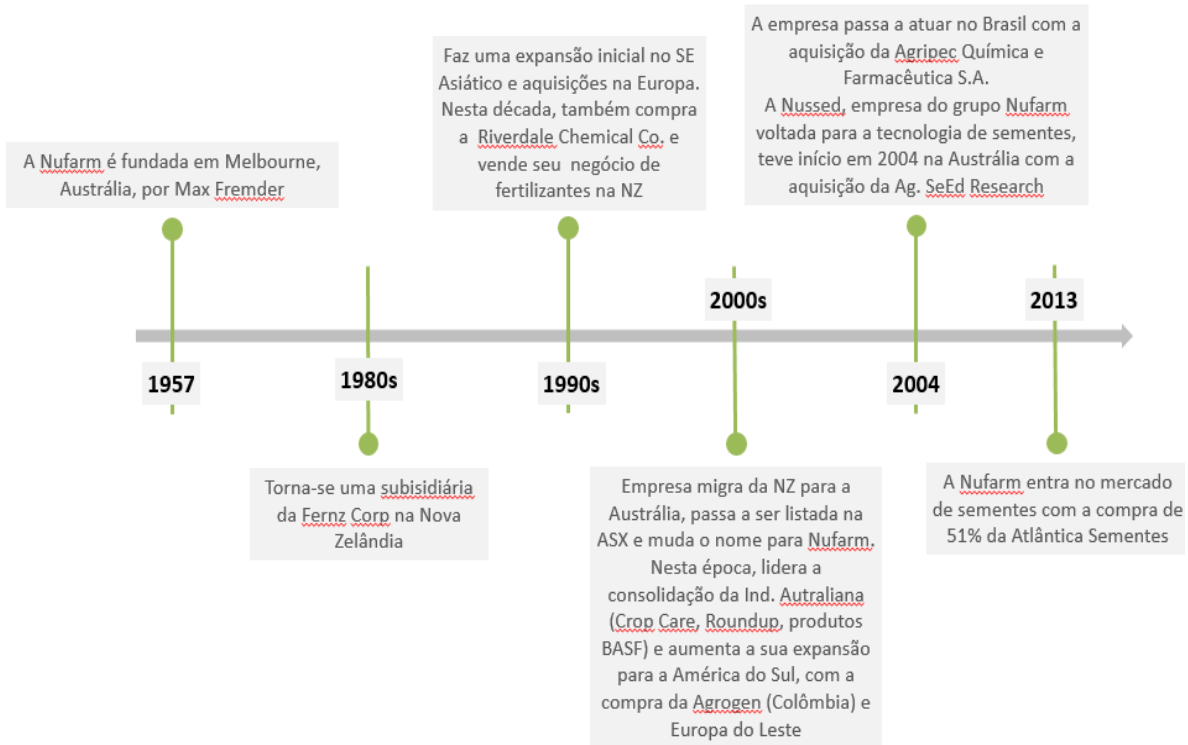 A Nufarm é fundada em Melbourne,
Austrália, por Max Fremder
1957
1980s
Torna-se uma subisidiária
da Fernz Corp na Nova
Zelândia
Faz uma expansão inicial no SE
Asiático e aquisições na Europa.
Nesta década, também compra
a Riverdale Chemical Co. e
vende seu negócio de
fertilizantes na NZ
1990s
2000s
Empresa migra da NZ para a
Austrália, passa a ser listada na
ASX e muda o nome para Nufarm.
Nesta época, lidera a
consolidação da Ind. Autraliana
(Crop Care, Roundup, produtos
BASF) e aumenta a sua expansão
para a América do Sul, com a
compra da Agrogen (Colômbia) e
Europa do Leste
A empresa passa a atuar no Brasil com a
aquisição da Agripec Química e
Farmacêutica S.A.
A Nussed, empresa do grupo Nufarm
voltada para a tecnologia de sementes,
teve início em 2004 na Austrália com a
aquisição da Ag. SeEd Research
2004
2013
A Nufarm entra no mercado
de sementes com a compra de
51% da Atlântica Sementes